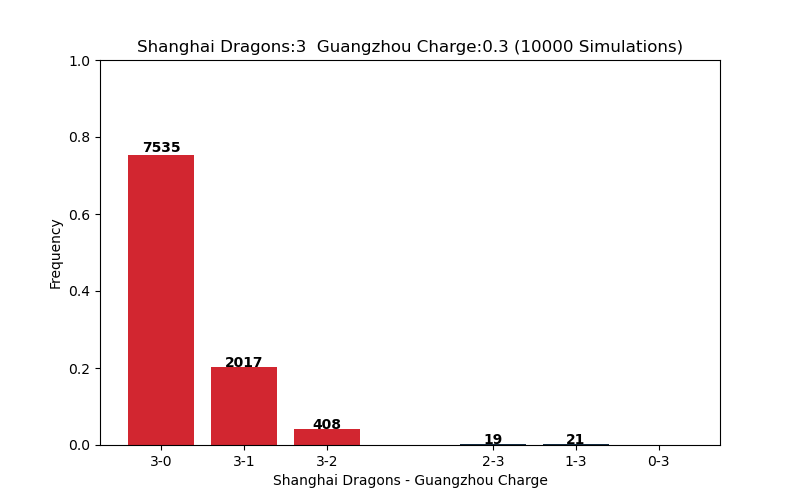 Shanghai Dragons:3  Guangzhou Charge:0.3 (10000 Simulations)
1.0
0.8
0.6
0.4
0.2
0.0
Frequency
7535
2017
408
19
21
3-0 3-1 3-2 2-3 1-3 0-3
Shanghai Dragons - Guangzhou Charge